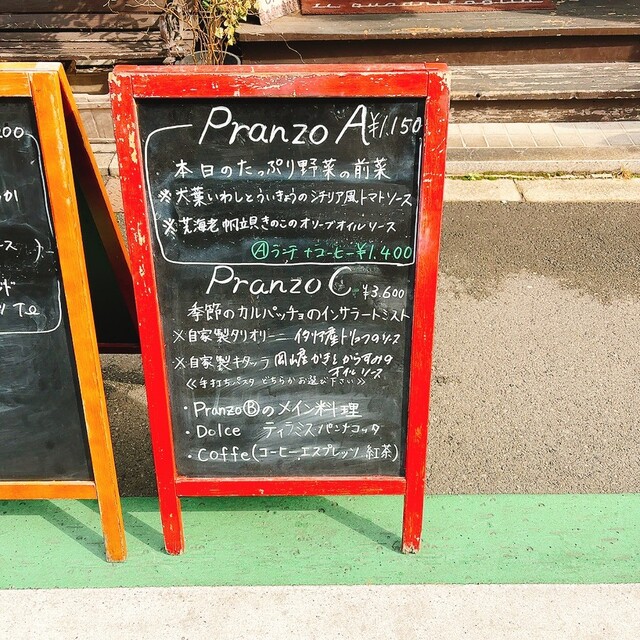 Pranzo A ¥1.150
本日のたっぷり野菜の前菜
※大葉いわしとういきょうのシチリア風トマトソース
※芝海老 帆立貝きのこのオリーブオイルソース
Ⓐランチ+コーヒー¥1.400
Pranzo C ¥3.600
季節のカルパッチョのインサラートミスト
※自家製タリオリーニ イタリア産トリュフのソース
※自家製キタッラ 岡山産かきとからすみの
オイルソース
《手打ちパスタ どちらかお選び下さい》
・PranzoⒷのメイン料理
・Dolce ティラミス・パンナコッタ
・Coffe(コーヒー エスプレッソ 紅茶)